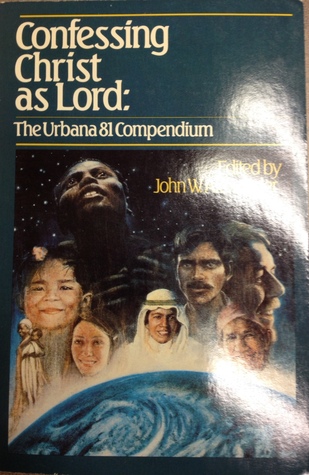 Confessing
Christ
as Lord:
The Urbana 81 Compendium
Edited by
John W.